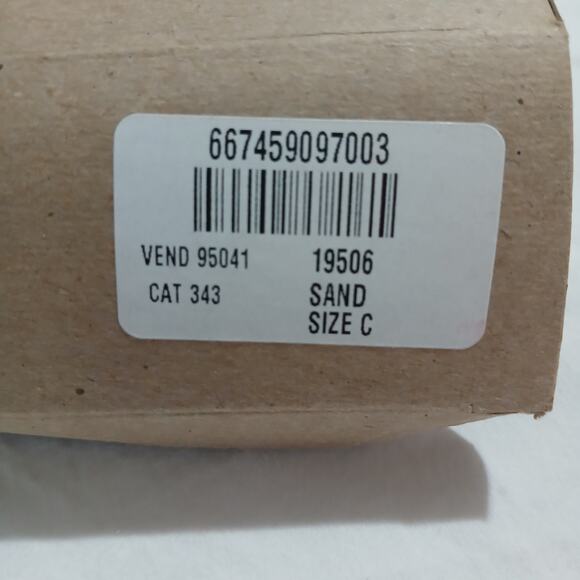 667459097003
VEND 95041 19506
CAT 343 SAND
SIZE C